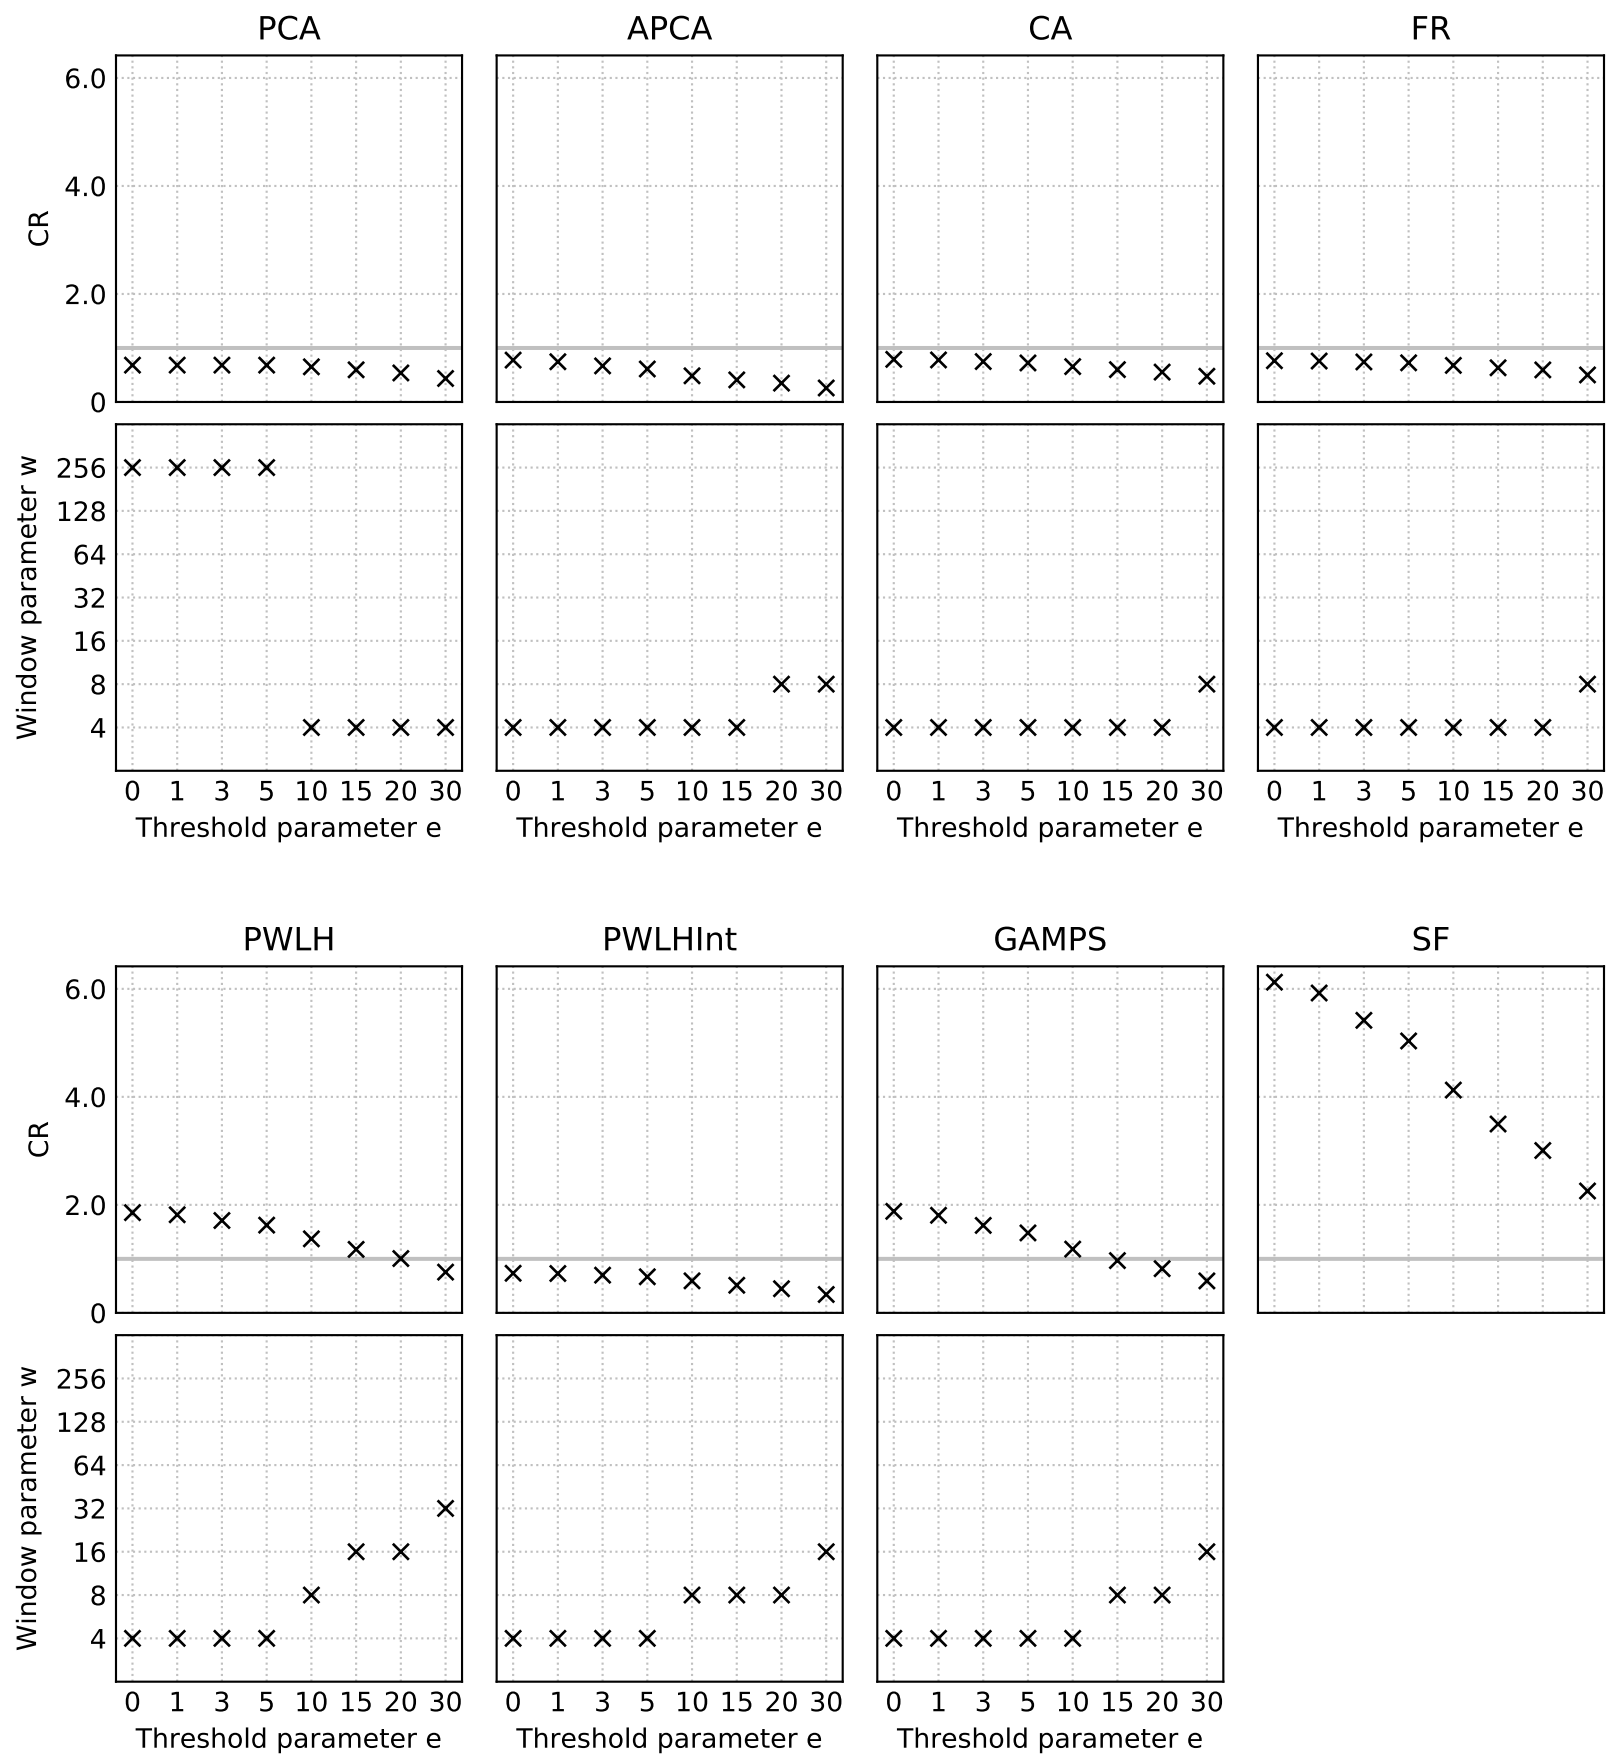 PCA APCA CA FR
6.0
4.0
CR
2.0
0
Window parameter w
256
128
64
32
16
8
4
0 1 3 5 10 15 20 30 0 1 3 5 10 15 20 30 0 1 3 5 10 15 20 30 0 1 3 5 10 15 20 30
Threshold parameter e Threshold parameter e Threshold parameter e Threshold parameter e
PWLH PWLHInt GAMPS SF
6.0
4.0
CR
2.0
0
Window parameter w
256
128
64
32
16
8
4
0 1 3 5 10 15 20 30 0 1 3 5 10 15 20 30 0 1 3 5 10 15 20 30
Threshold parameter e Threshold parameter e Threshold parameter e